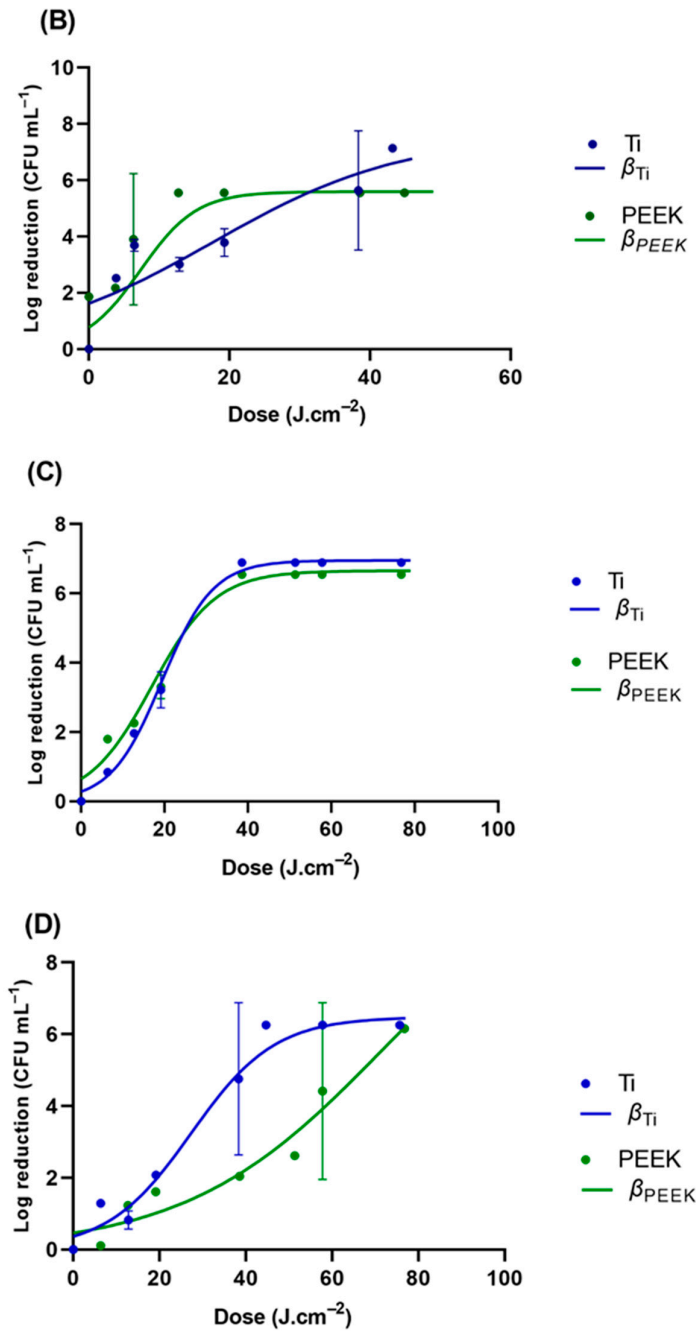 (B)
Log reduction (CFU mL⁻¹)
10
8
6
4
2
0
0 20 40 60
Dose (J.cm⁻²)
Ti
βTi
PEEK
βPEEK
(C)
Log reduction (CFU mL⁻¹)
8
6
4
2
0
0 20 40 60 80 100
Dose (J.cm⁻²)
Ti
βTi
PEEK
βPEEK
(D)
Log reduction (CFU mL⁻¹)
8
6
4
2
0
0 20 40 60 80 100
Dose (J.cm⁻²)
Ti
βTi
PEEK
βPEEK